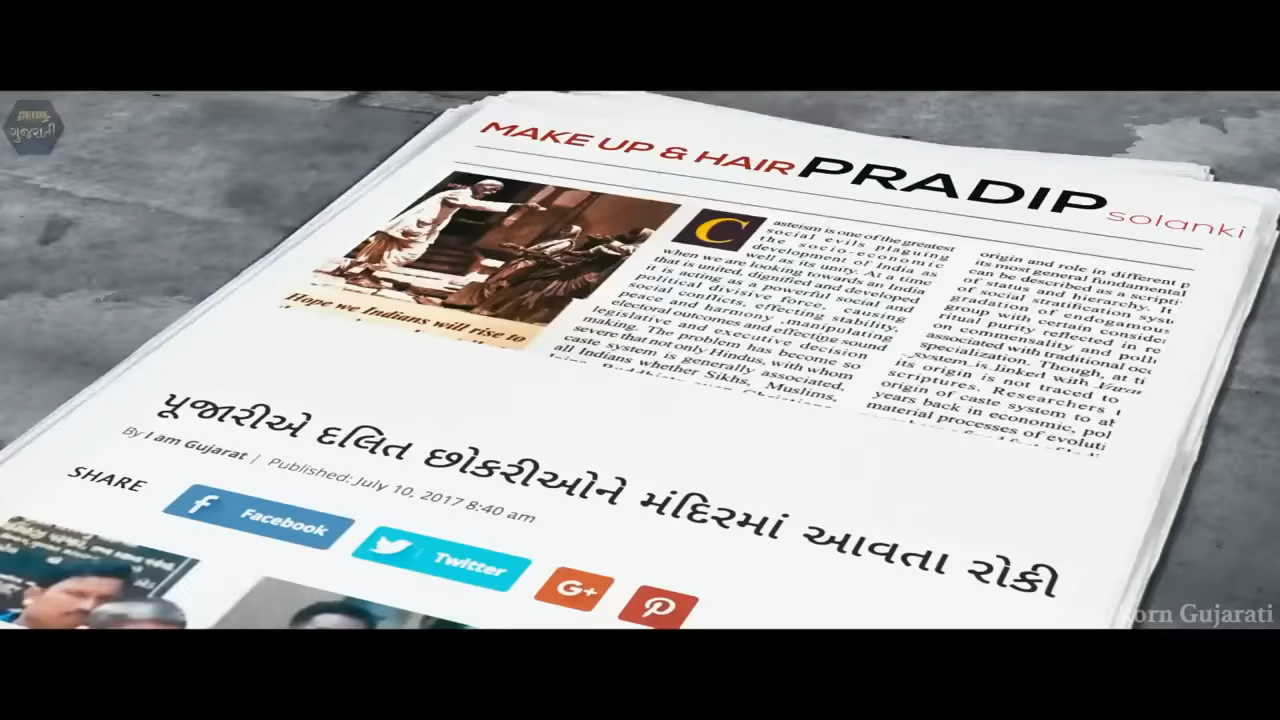 ગુજરાતી
MAKE UP & HAIR PRADIP solanki
Hope we Indians will rise to
C
asteism is one of the greatest
social evils plaguing
the socio-economic
development of India as
well as its unity. At a time
when we are looking towards an India
that is united, dignified and developed
it is acting as a powerful social and
political divisive force, causing
social conflicts, effecting stability,
peace and harmony ,manipulating
electoral outcomes and effecting sound
legislative and executive decision
making. The problem has become so
severe that not only Hindus, with whom
caste system is generally associated,
all Indians whether Sikhs, Muslims,
origin and role in different p
its most general fundamental
can be described as a scripti
of status and hierarchy. It
of social stratification syst
gradation of endogamous
group with certain consider
ritual purity reflected in re
on commensality and pollu
associated with traditional oc
specialization. Though, at ti
system is linked with Varna
its origin is not traced to
scriptures. Researchers t
origin of caste system to ab
years back in economic, pol
material processes of evoluti
પૂજારીએ દલિત છોકરીઓને મંદિરમાં આવતા રોકી
By I am Gujarat | Published: July 10, 2017 8:40 am
SHARE
Facebook
Twitter
G+
orn Gujarati